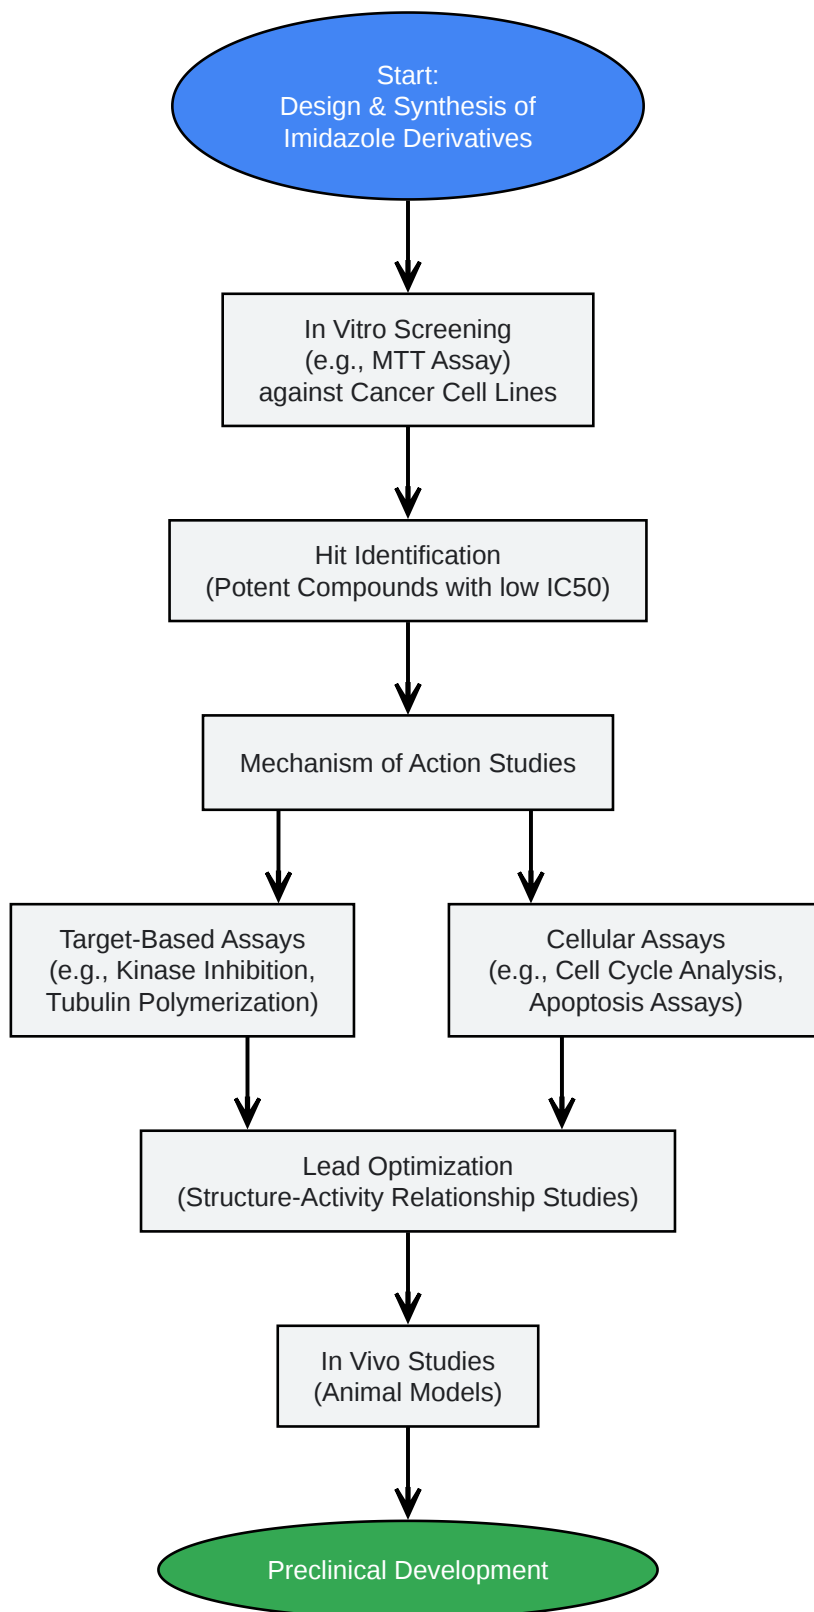 Start:
Design & Synthesis of
Imidazole Derivatives
In Vitro Screening
(e.g., MTT Assay)
against Cancer Cell Lines
Hit Identification
(Potent Compounds with low IC50)
Mechanism of Action Studies
Target-Based Assays
(e.g., Kinase Inhibition,
Tubulin Polymerization)
Cellular Assays
(e.g., Cell Cycle Analysis,
Apoptosis Assays)
Lead Optimization
(Structure-Activity Relationship Studies)
In Vivo Studies
(Animal Models)
Preclinical Development